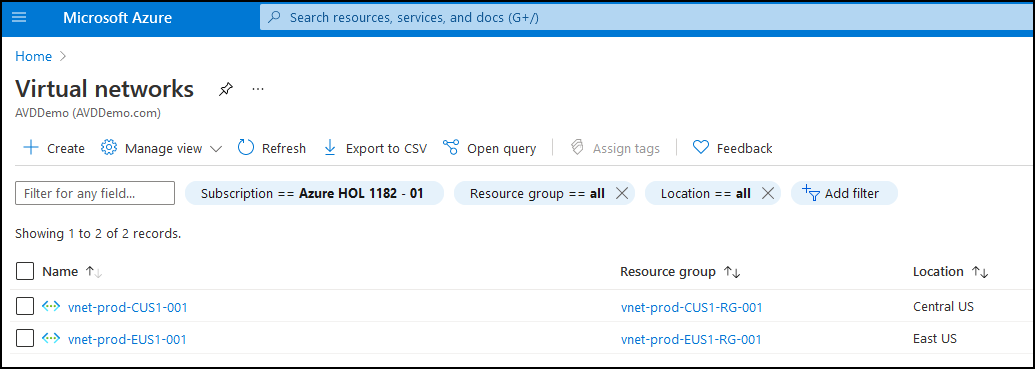 Microsoft Azure
Search resources, services, and docs (G+/)
Home
Virtual networks
AVDDemo (AVDDemo.com)
Create Manage view Refresh Export to CSV Open query Assign tags Feedback
Filter for any field... Subscription == Azure HOL 1182 - 01 Resource group == all Location == all Add filter
Showing 1 to 2 of 2 records.
Name Resource group Location
vnet-prod-CUS1-001 vnet-prod-CUS1-RG-001 Central US
vnet-prod-EUS1-001 vnet-prod-EUS1-RG-001 East US